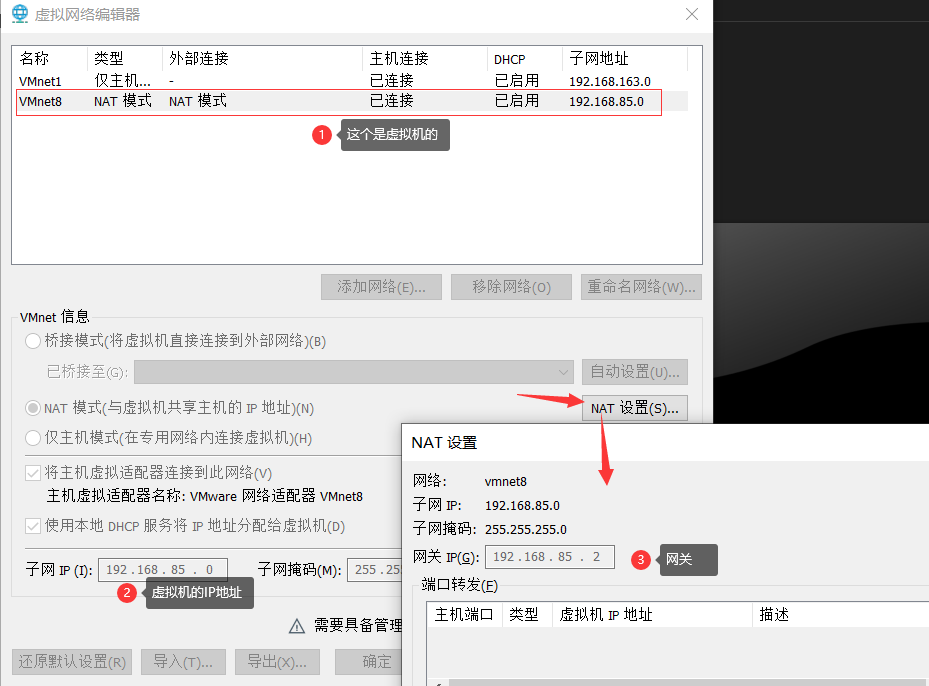 虚拟网络编辑器
名称 类型 外部连接 主机连接 DHCP 子网地址
VMnet1 仅主机... - 已连接 已启用 192.168.163.0
VMnet8 NAT 模式 NAT 模式 已连接 已启用 192.168.85.0
1 这个是虚拟机的
添加网络(E)... 移除网络(O) 重命名网络(W)...
VMnet 信息
桥接模式(将虚拟机直接连接到外部网络)(B)
已桥接至(G): 自动设置(U)...
NAT 模式(与虚拟机共享主机的 IP 地址)(N) NAT 设置(S)...
仅主机模式(在专用网络内连接虚拟机)(H)
将主机虚拟适配器连接到此网络(V)
主机虚拟适配器名称: VMware 网络适配器 VMnet8
使用本地 DHCP 服务将 IP 地址分配给虚拟机(D)
子网 IP (I): 192.168.85.0 子网掩码(M): 255.25
2 虚拟机的IP地址
需要具备管理
还原默认设置(R) 导入(T)... 导出(X)... 确定
NAT 设置
网络: vmnet8
子网 IP: 192.168.85.0
子网掩码: 255.255.255.0
网关 IP(G): 192.168.85.2 3 网关
端口转发(F)
主机端口 类型 虚拟机 IP 地址 描述